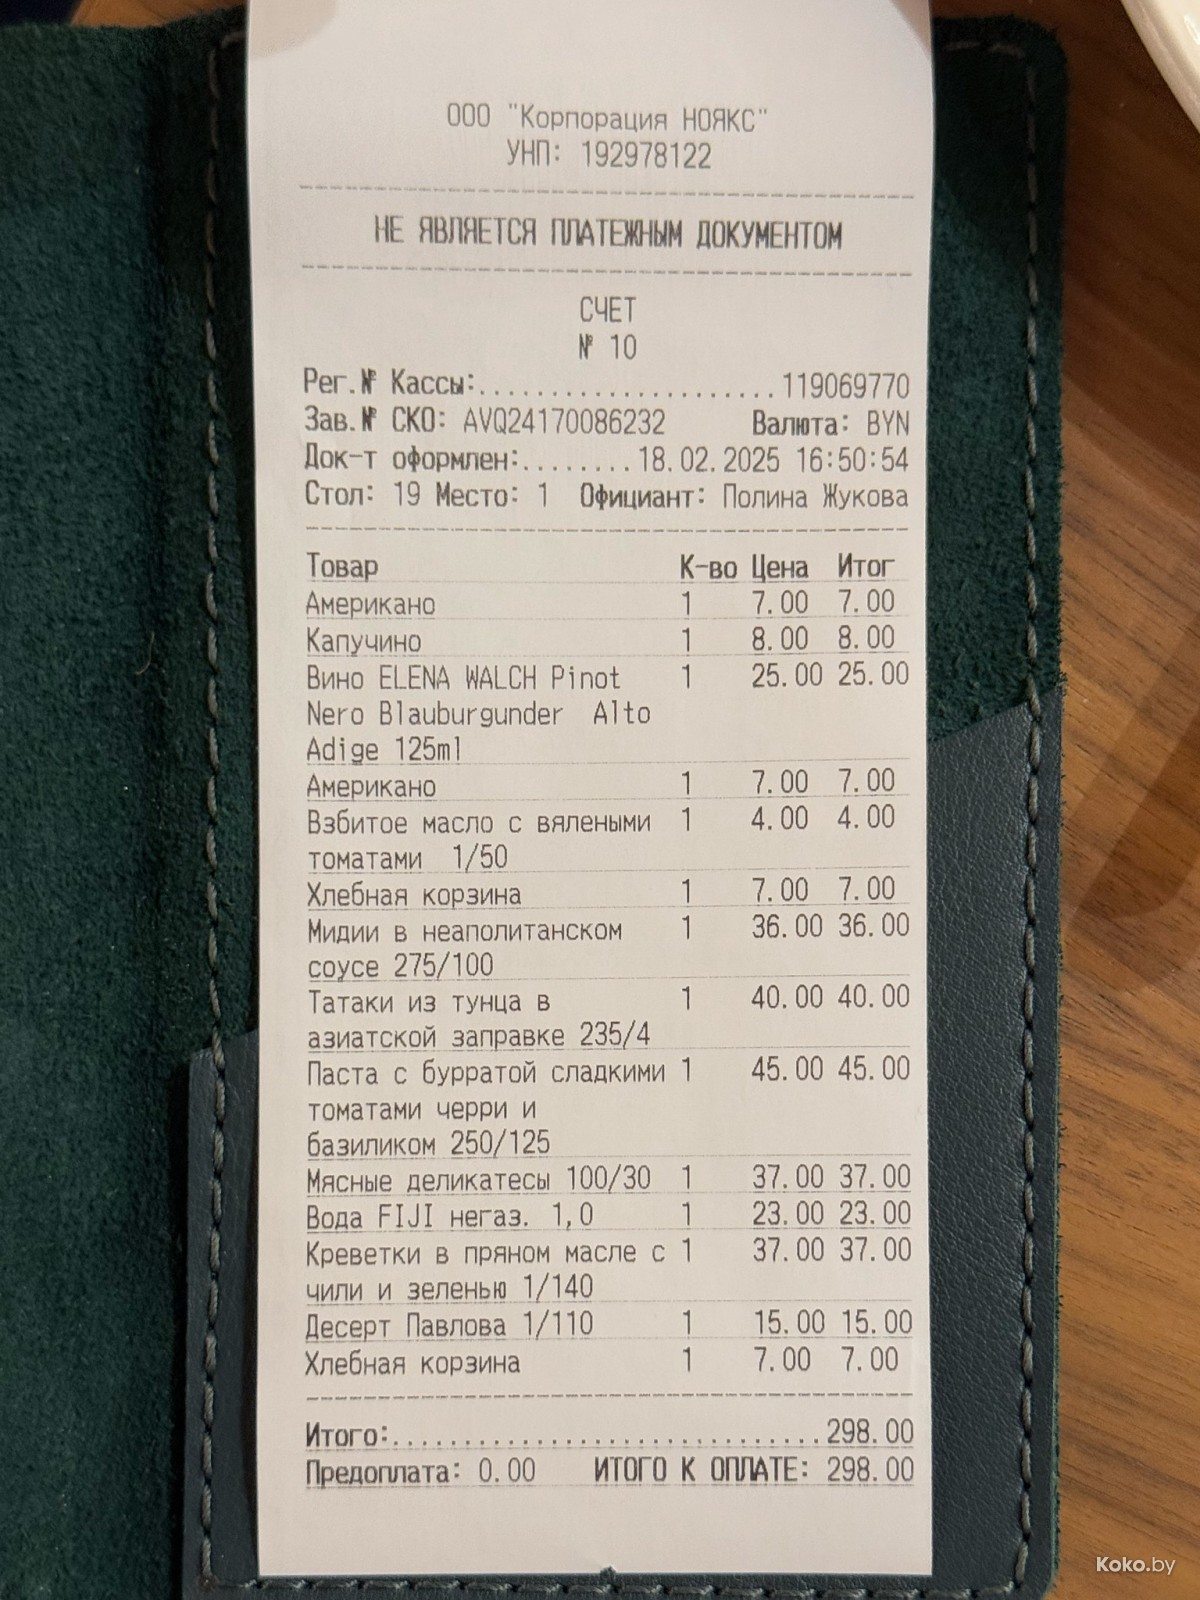 ООО "Корпорация НОЯКС"
УНП: 192978122
НЕ ЯВЛЯЕТСЯ ПЛАТЕЖНЫМ ДОКУМЕНТОМ
СЧЕТ
№ 10
Рег.№ Кассы:.....................119069770
Зав.№ СКО: AVQ24170086232 Валюта: BYN
Док-т оформлен:........18.02.2025 16:50:54
Стол: 19 Место: 1 Официант: Полина Жукова
Товар К-во Цена Итог
Американо 1 7.00 7.00
Капучино 1 8.00 8.00
Вино ELENA WALCH Pinot 1 25.00 25.00
Nero Blauburgunder Alto
Adige 125ml
Американо 1 7.00 7.00
Взбитое масло с вялеными 1 4.00 4.00
томатами 1/50
Хлебная корзина 1 7.00 7.00
Мидии в неаполитанском 1 36.00 36.00
соусе 275/100
Татаки из тунца в 1 40.00 40.00
азиатской заправке 235/4
Паста с бурратой сладкими 1 45.00 45.00
томатами черри и
базиликом 250/125
Мясные деликатесы 100/30 1 37.00 37.00
Вода FIJI негаз. 1,0 1 23.00 23.00
Креветки в пряном масле с 1 37.00 37.00
чили и зеленью 1/140
Десерт Павлова 1/110 1 15.00 15.00
Хлебная корзина 1 7.00 7.00
Итого:..............................298.00
Предоплата: 0.00 ИТОГО К ОПЛАТЕ: 298.00
Koko.by